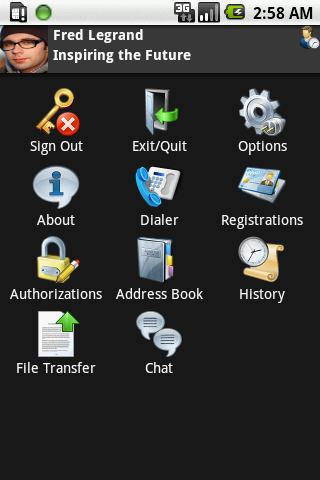 3G
2:58 AM
Fred Legrand
Inspiring the Future
Sign Out
Exit/Quit
Options
About
Dialer
Registrations
Authorizations
Address Book
History
File Transfer
Chat